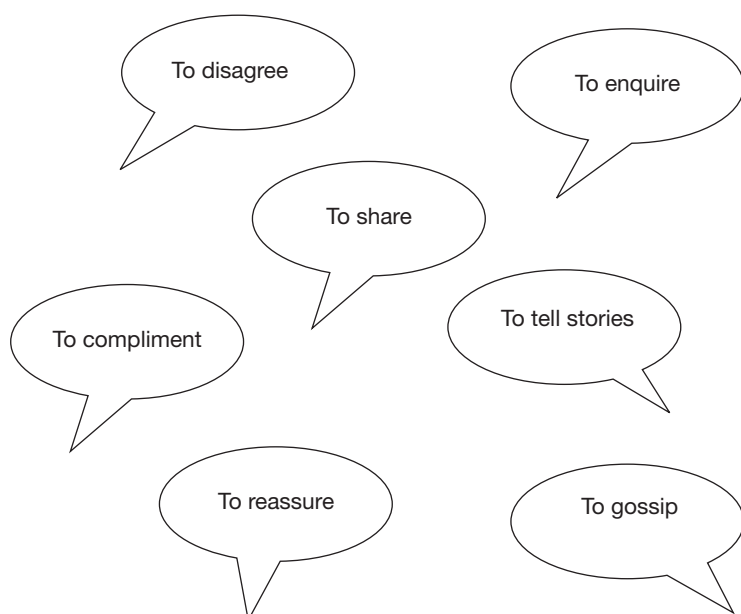 To disagree
To enquire
To share
To tell stories
To compliment
To reassure
To gossip